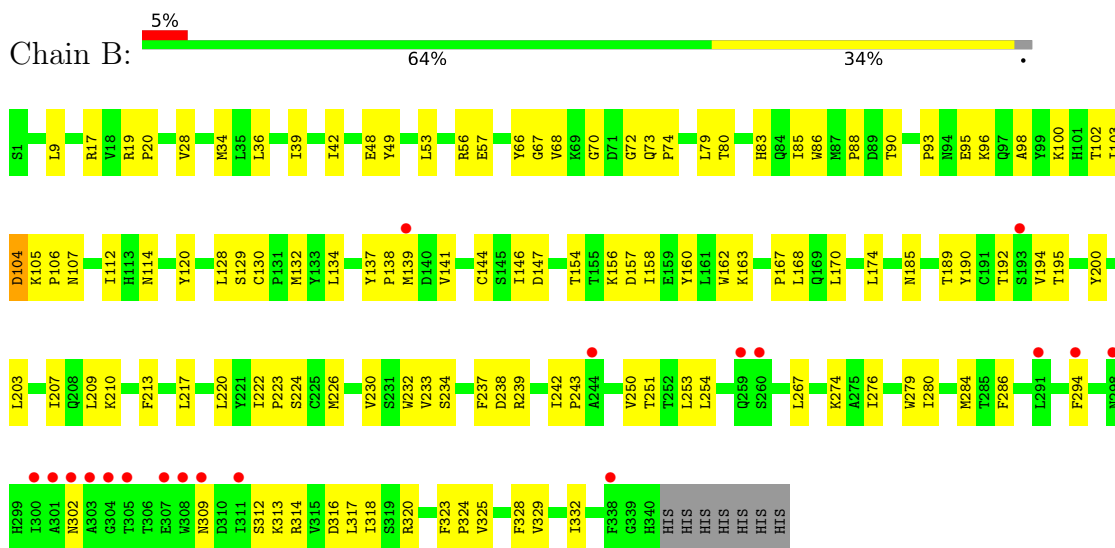 5%
Chain B:
64% 34% •
S1 L9 R17 V18 R19 P20 V28 M34 L35 L36 I39 I42 E48 Y49 L53 R56 E57 Y66 G67 V68 K69 G70 D71 G72 Q73 P74 L79 T80 H83 Q84 I85 W86 M87 P88 D89 T90 P93 N94 E95 K96 Q97 A98 Y99 K100 H101 T102 I103
D104 K105 P106 N107 I112 H113 N114 Y120 L128 S129 C130 P131 M132 Y133 L134 Y137 P138 M139 D140 V141 C144 S145 I146 D147 T154 T155 K156 D157 I158 E159 Y160 L161 W162 K163 P167 L168 Q169 L170 L174 N185 T189 Y190 C191 T192 S193 V194 T195 Y200
L203 I207 Q208 L209 K210 F213 L217 L220 Y221 I222 P223 S224 C225 M226 V230 S231 W232 V233 S234 F237 D238 R239 I242 P243 A244 V250 T251 T252 L253 L254 Q259 S260 L267 K274 A275 I276 W279 I280 M284 T285 F286 L291 F294 N298
H299 I300 A301 N302 A303 G304 T305 T306 E307 W308 N309 D310 I311 S312 K313 R314 V315 D316 L317 I318 S319 R320 F323 P324 V325 F328 V329 I332 F338 G339 H340 HIS HIS HIS HIS HIS HIS HIS